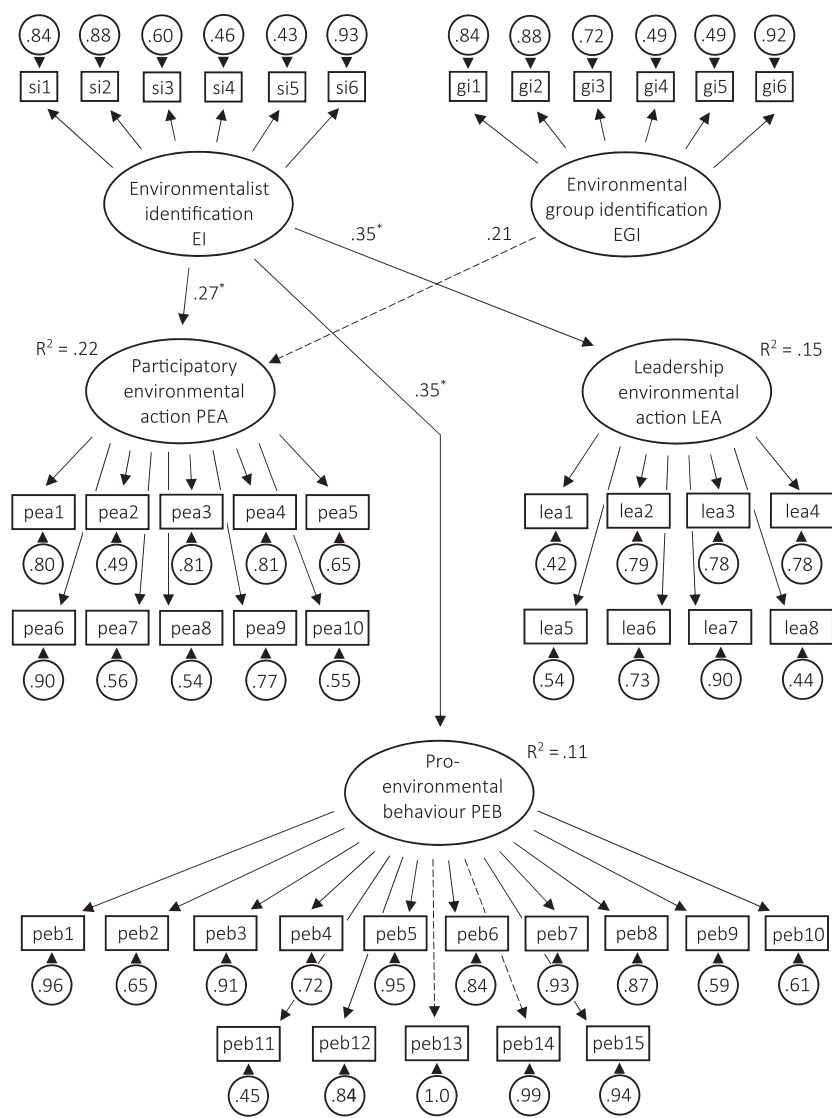 .84 .88 .60 .46 .43 .93 .84 .88 .72 .49 .49 .92
si1 si2 si3 si4 si5 si6 gi1 gi2 gi3 gi4 gi5 gi6
Environmentalist
identification
EI
Environmental
group identification
EGI
.35*
.21
.27*
R² = .22
Participatory
environmental
action PEA
.35*
Leadership
environmental
action LEA
R² = .15
pea1 pea2 pea3 pea4 pea5 lea1 lea2 lea3 lea4
.80 .49 .81 .81 .65 .42 .79 .78 .78
pea6 pea7 pea8 pea9 pea10 lea5 lea6 lea7 lea8
.90 .56 .54 .77 .55 .54 .73 .90 .44
Pro-
environmental
behaviour PEB
R² = .11
peb1 peb2 peb3 peb4 peb5 peb6 peb7 peb8 peb9 peb10
.96 .65 .91 .72 .95 .84 .93 .87 .59 .61
peb11 peb12 peb13 peb14 peb15
.45 .84 1.0 .99 .94